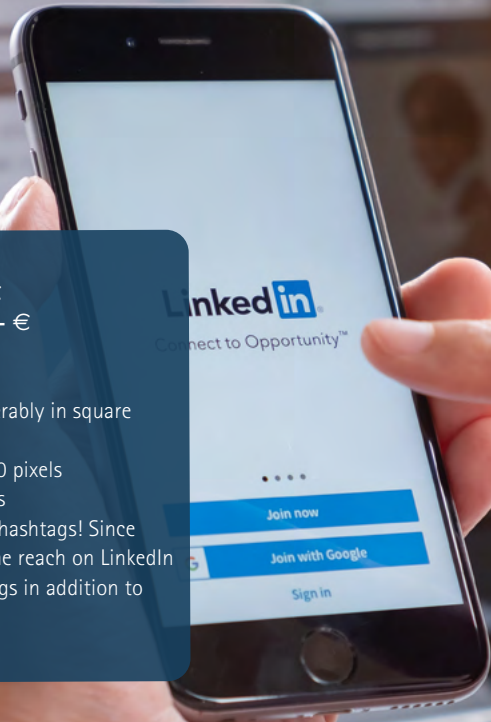 - €
erably in square
0 pixels
s
hashtags! Since
e reach on LinkedIn
gs in addition to
Linkedin
Connect to Opportunity™
Join now
Join with Google
Sign in